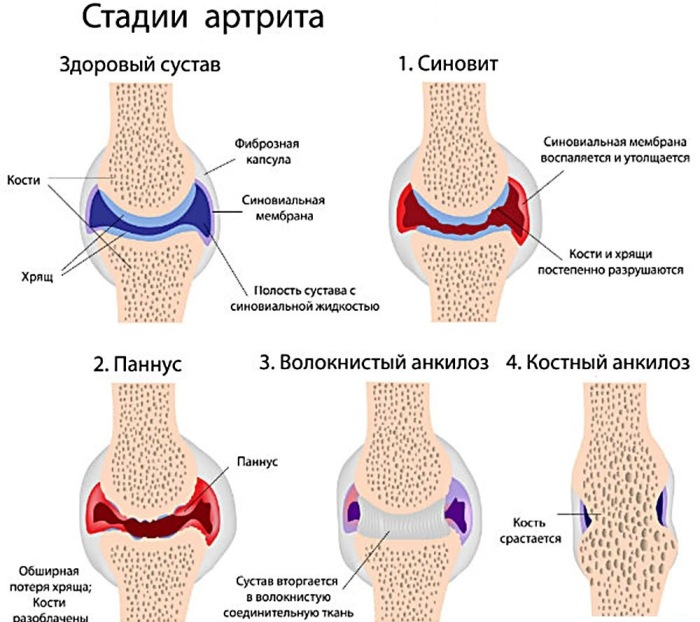 Стадии артрита
Здоровый сустав
Кости
Хрящ
Фиброзная
капсула
Синовиальная
мембрана
Полость сустава с
синовиальной жидкостью
1. Синовит
Синовиальная мембрана
воспаляется и утолщается
Кости и хрящи
постепенно разрушаются
2. Паннус
Паннус
Обширная
потеря хряща;
Кости
разоблачены
3. Волокнистый анкилоз
Сустав вторгается
в волокнистую
соединительную ткань
4. Костный анкилоз
Кость
срастается